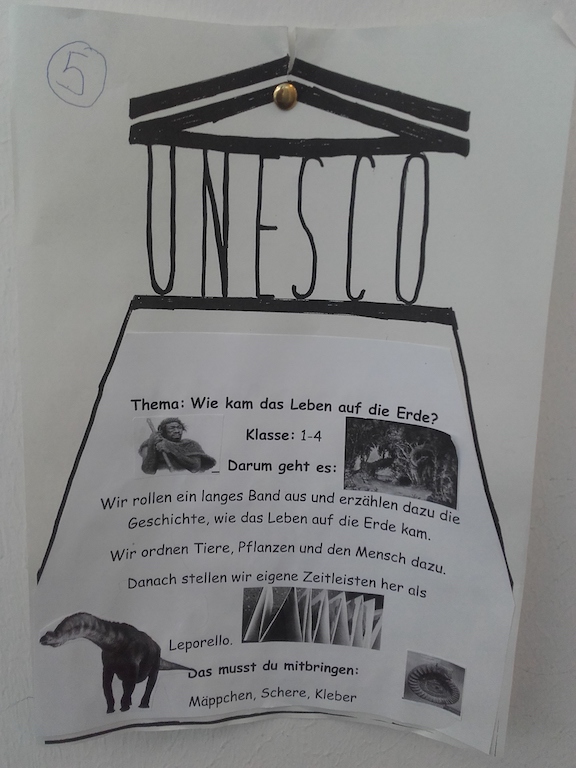 5
UNESCO
Thema: Wie kam das Leben auf die Erde?
Klasse: 1-4
Darum geht es:
Wir rollen ein langes Band aus und erzählen dazu die
Geschichte, wie das Leben auf die Erde kam.
Wir ordnen Tiere, Pflanzen und den Mensch dazu.
Danach stellen wir eigene Zeitleisten her als
Leporello.
Das musst du mitbringen:
Mäppchen, Schere, Kleber